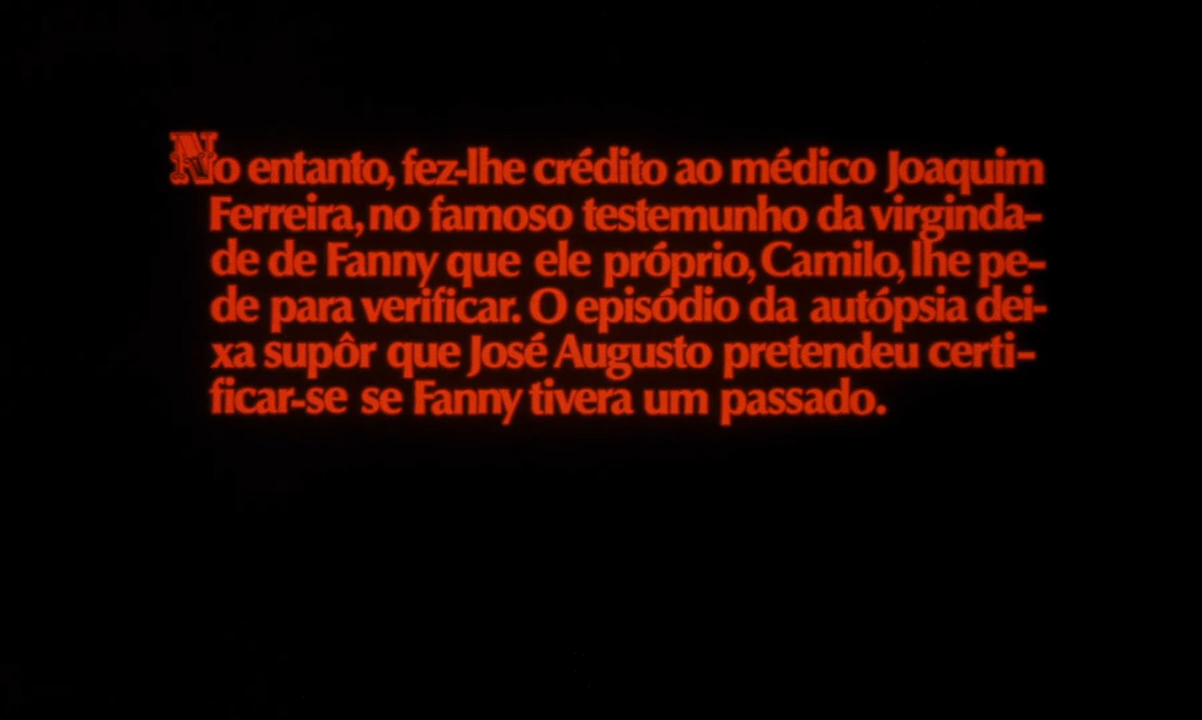 No entanto, fez-lhe crédito ao médico Joaquim
Ferreira, no famoso testemunho da virginda-
de de Fanny que ele próprio, Camilo, lhe pe-
de para verificar. O episódio da autópsia dei-
xa supôr que José Augusto pretendeu certi-
ficar-se se Fanny tivera um passado.